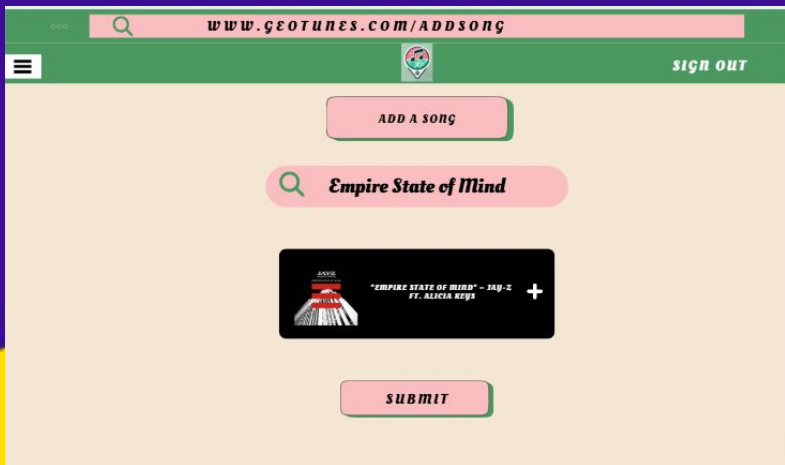 WWW.GEOTUNES.COM/ADDSONG
SIGN OUT
ADD A SONG
Empire State of Mind
JAY-Z
"EMPIRE STATE OF MIND" – JAY-Z
FT. ALICIA KEYS
SUBMIT